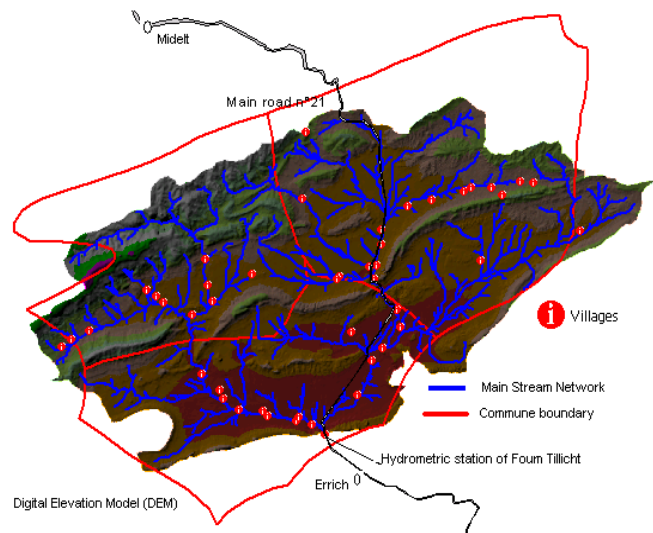 Midelt
Main road n°21
Villages
Main Stream Network
Commune boundary
Hydrometric station of Foum Tillicht
Errich
Digital Elevation Model (DEM)